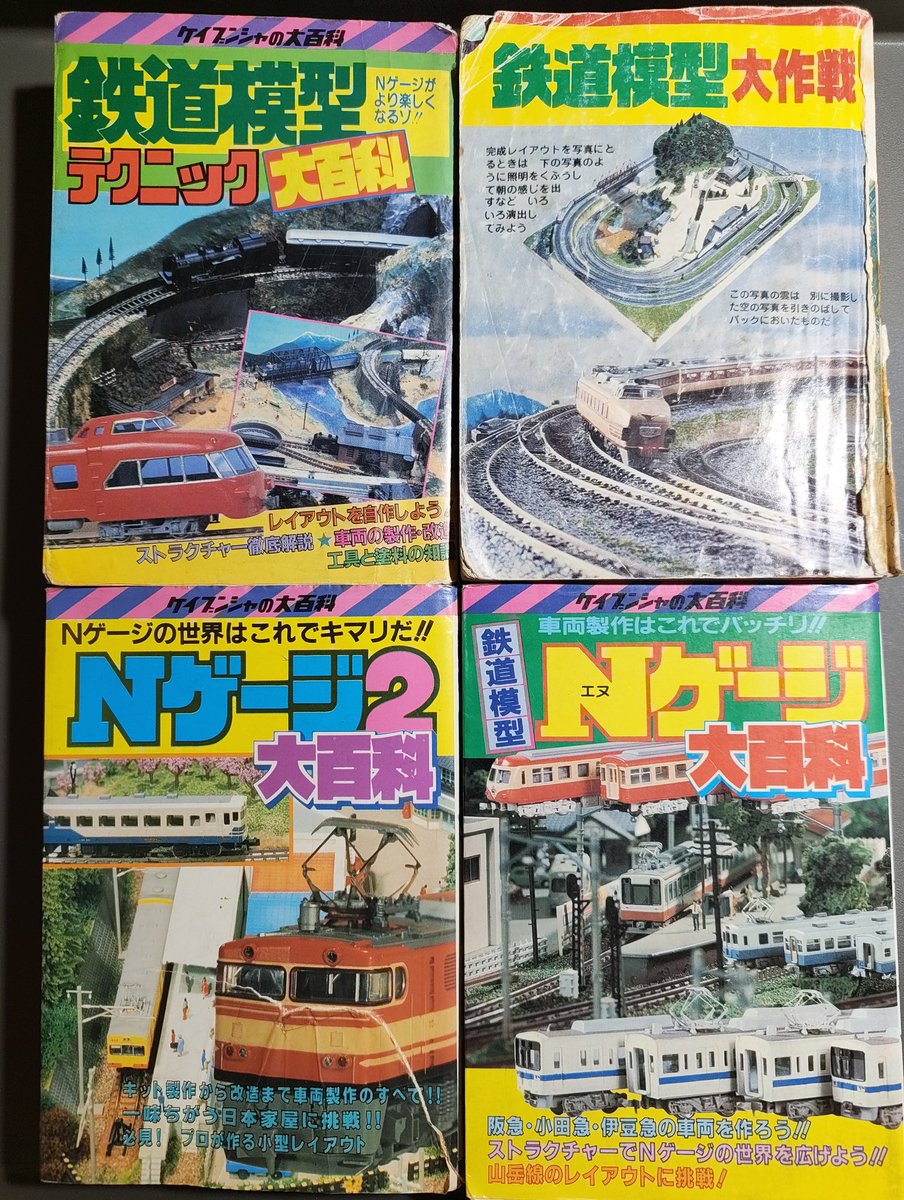 ケイブンシャの大百科
鉄道模型
Nゲージが
より楽しく
なるゾ!!
テクニック
大百科
レイアウトを自作しよう
ストラクチャー徹底解説★車両の製作・改造
工具と塗料の知識
鉄道模型大作戦
完成レイアウトを写真にと
るときは 下の写真のよ
うに照明をくふうし
て朝の感じを出
すなど いろ
いろ演出し
てみよう
この写真の雲は 別に撮影し
た空の写真を引きのばして
バックにおいたものだ
ケイブンシャの大百科
Nゲージの世界はこれでキマリだ!!
Nゲージ2
大百科
キット製作から改造まで車両製作のすべて!!
一味ちがう日本家屋に挑戦!!
必見! プロが作る小型レイアウト
ケイブンシャの大百科
車両製作はこれでバッチリ!!
鉄道模型
エヌ
Nゲージ
大百科
阪急・小田急・伊豆急の車両を作ろう!!
ストラクチャーでNゲージの世界を広げよう!!
山岳線のレイアウトに挑戦!